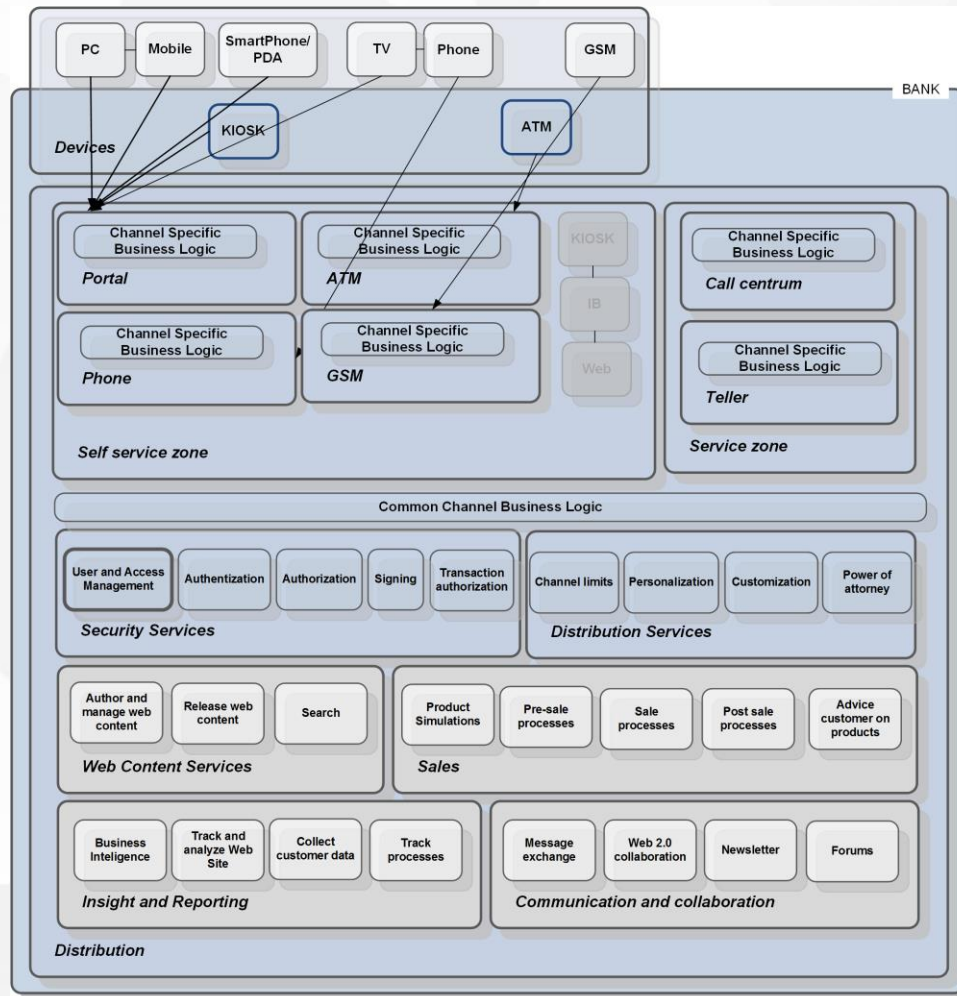 PC
Mobile
SmartPhone/
PDA
TV
Phone
GSM
BANK
KIOSK
ATM
Devices
Channel Specific
Business Logic
Portal
Channel Specific
Business Logic
ATM
KIOSK
IB
Web
Channel Specific
Business Logic
Call centrum
Channel Specific
Business Logic
Phone
Channel Specific
Business Logic
GSM
Channel Specific
Business Logic
Teller
Self service zone
Service zone
Common Channel Business Logic
User and Access
Management
Authentization
Authorization
Signing
Transaction
authorization
Security Services
Channel limits
Personalization
Customization
Power of
attorney
Distribution Services
Author and
manage web
content
Release web
content
Search
Web Content Services
Product
Simulations
Pre-sale
processes
Sale
processes
Post sale
processes
Advice
customer on
products
Sales
Business
Inteligence
Track and
analyze Web
Site
Collect
customer data
Track
processes
Insight and Reporting
Message
exchange
Web 2.0
collaboration
Newsletter
Forums
Communication and collaboration
Distribution